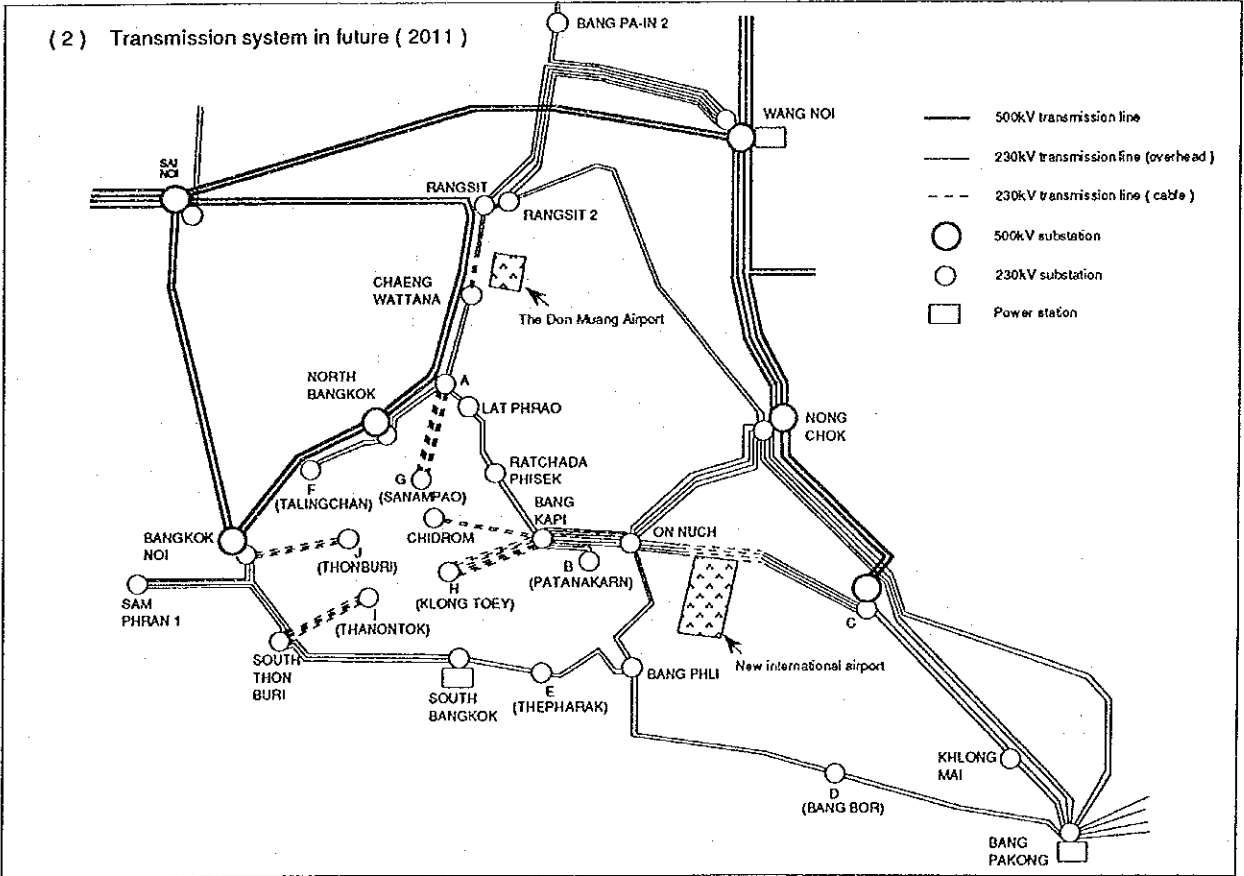 ( 2 ) Transmission system in future ( 2011 )
BANG PA-IN 2
WANG NOI
SAI
NOI
RANGSIT
RANGSIT 2
CHAENG
WATTANA
The Don Muang Airport
500kV transmission line
230kV transmission line (overhead )
230kV transmission line ( cable )
500kV substation
230kV substation
Power station
NORTH
BANGKOK
A
LAT PHRAO
NONG
CHOK
F
(TALINGCHAN)
G
(SANAMPAO)
RATCHADA
PHISEK
BANG
KAPI
CHIDROM
ON NUCH
BANGKOK
NOI
J
(THONBURI)
B
(PATANAKARN)
H
(KLONG TOEY)
SAM
PHRAN 1
I
(THANONTOK)
C
New international airport
SOUTH
THON
BURI
SOUTH
BANGKOK
E
(THEPHARAK)
BANG PHLI
D
(BANG BOR)
KHLONG
MAI
BANG
PAKONG